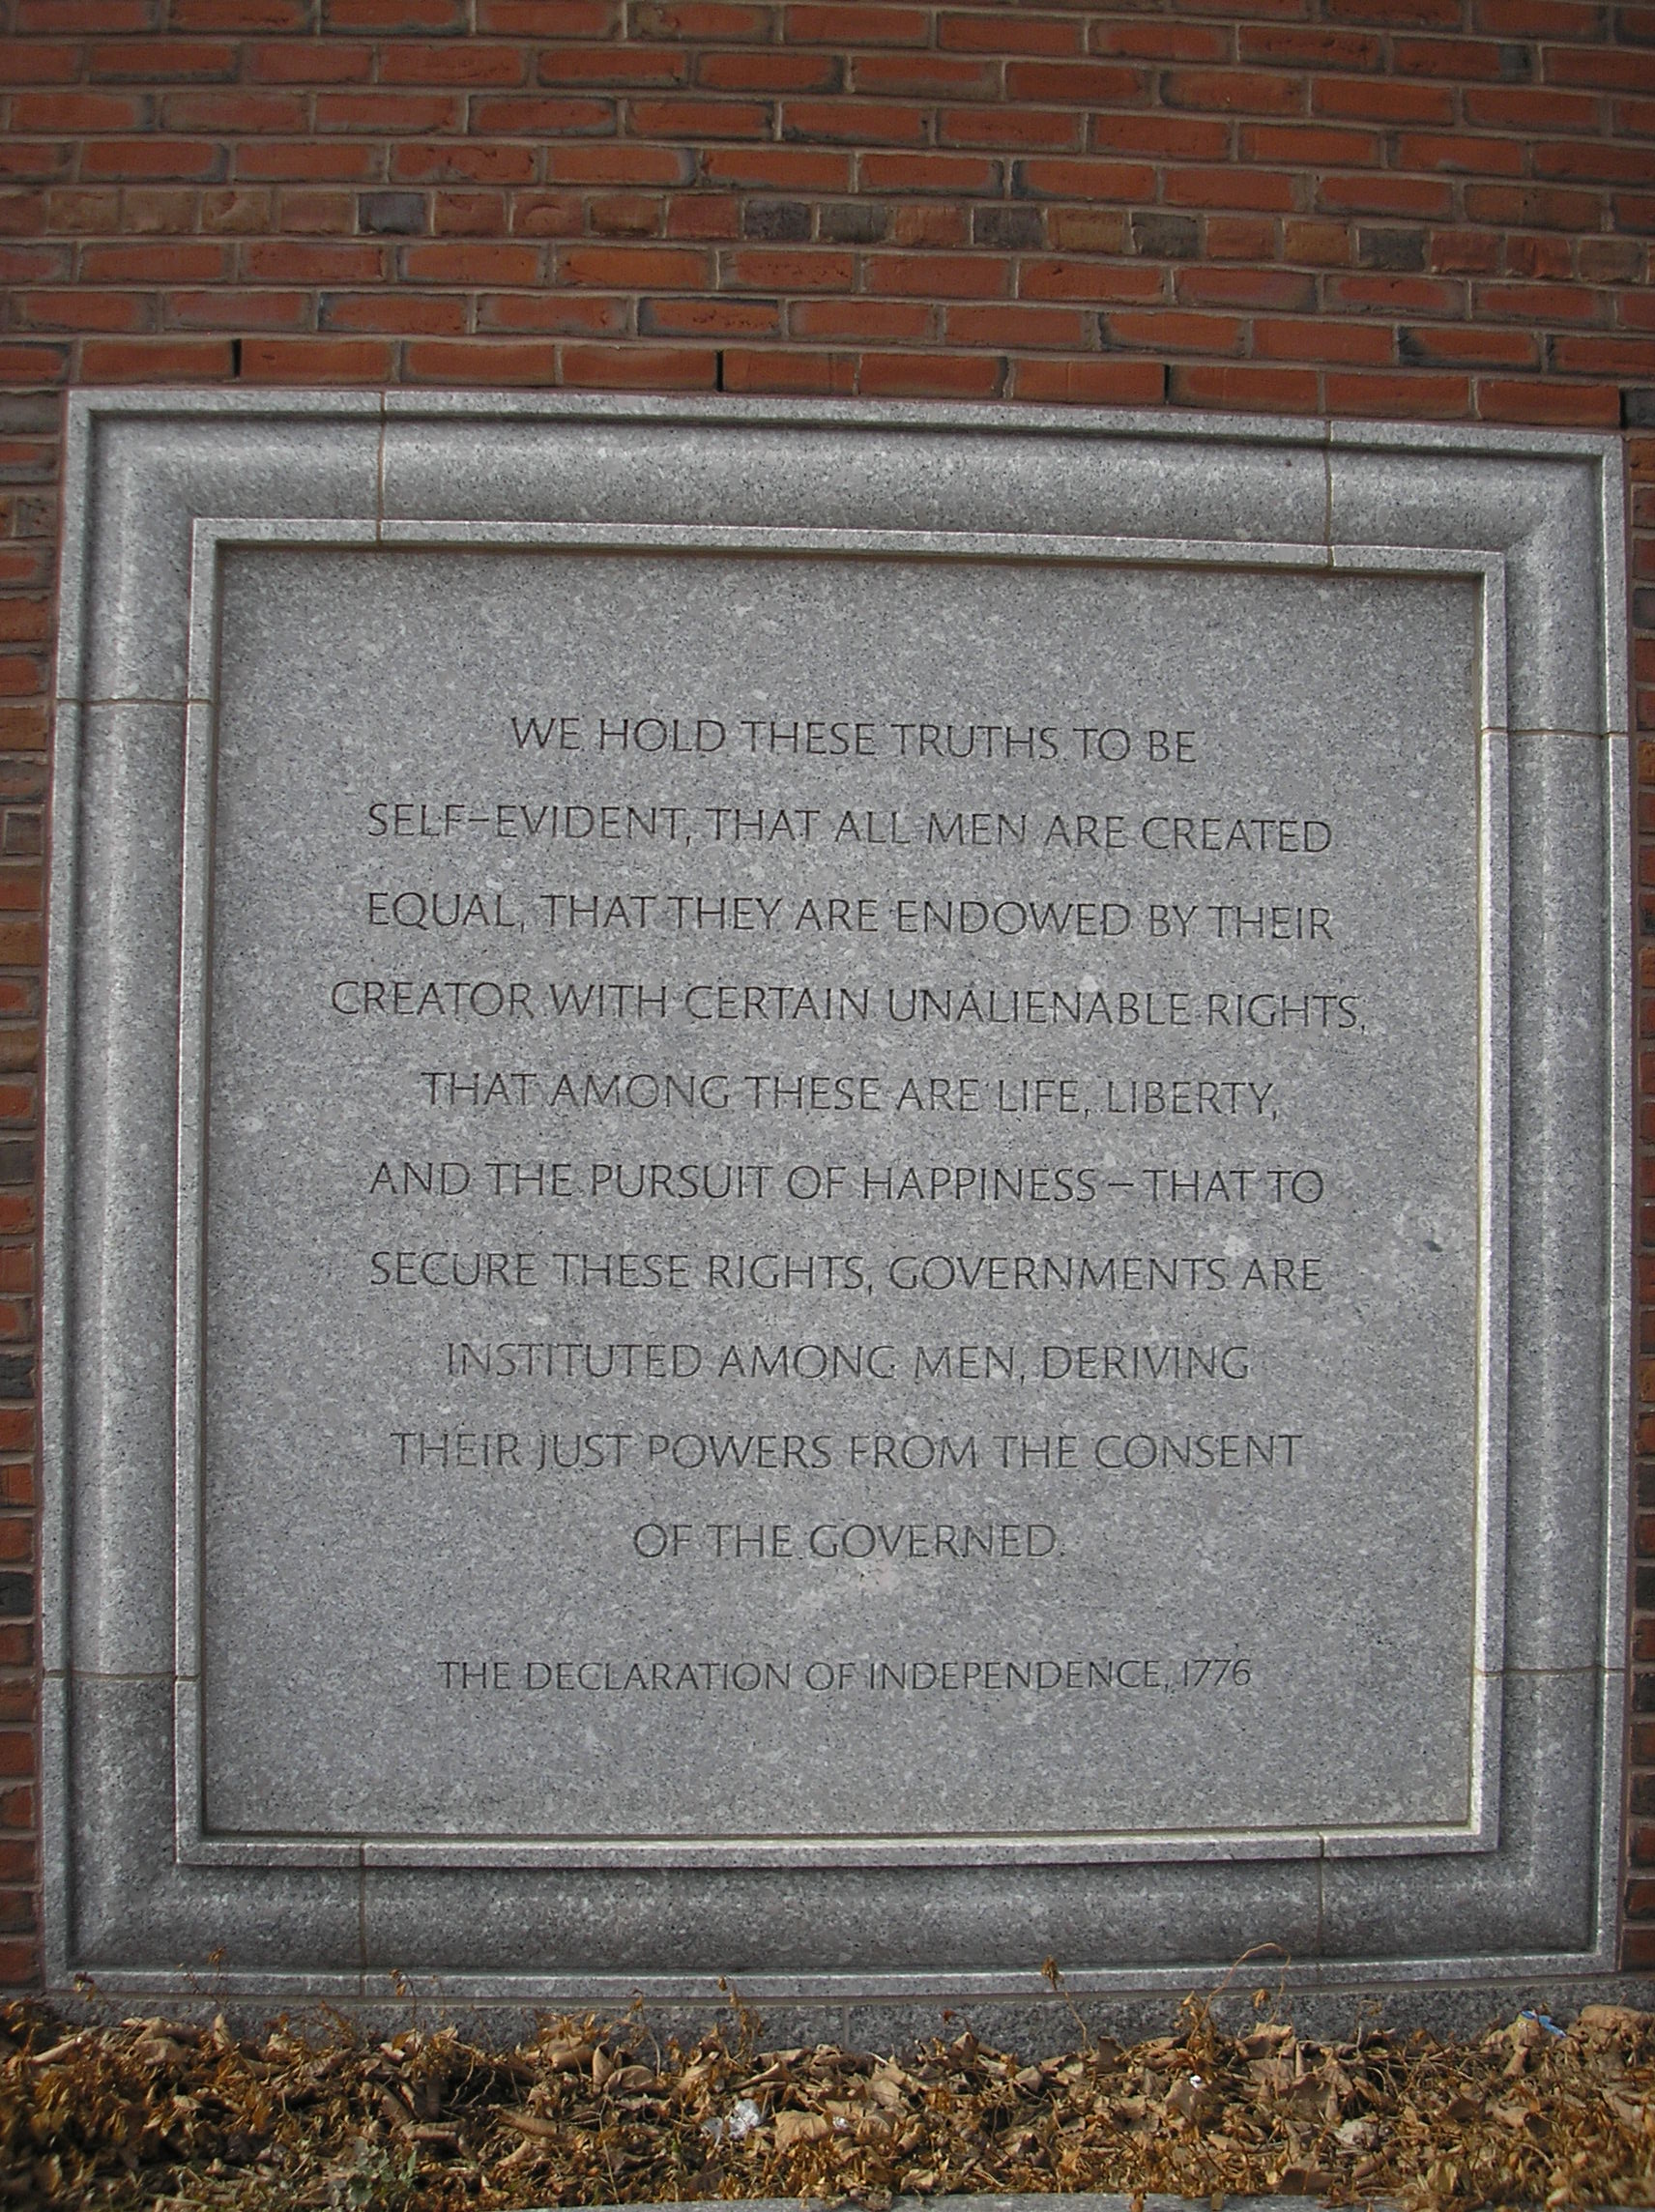 WE HOLD THESE TRUTHS TO BE
SELF-EVIDENT, THAT ALL MEN ARE CREATED
EQUAL, THAT THEY ARE ENDOWED BY THEIR
CREATOR WITH CERTAIN UNALIENABLE RIGHTS,
THAT AMONG THESE ARE LIFE, LIBERTY,
AND THE PURSUIT OF HAPPINESS – THAT TO
SECURE THESE RIGHTS, GOVERNMENTS ARE
INSTITUTED AMONG MEN, DERIVING
THEIR JUST POWERS FROM THE CONSENT
OF THE GOVERNED.
THE DECLARATION OF INDEPENDENCE, 1776